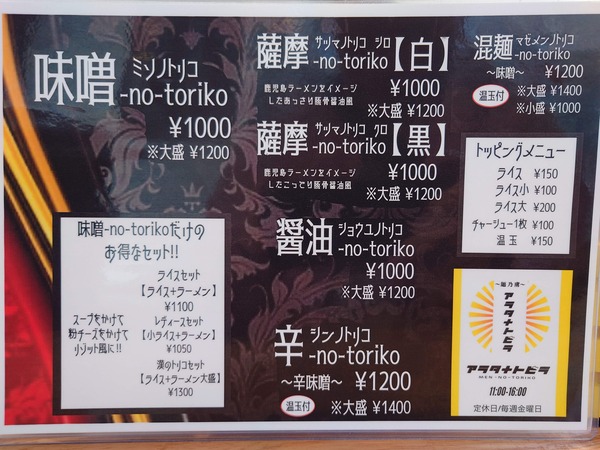 味噌 ミソノトリコ
-no-toriko
¥1000
※大盛 ¥1200
味噌-no-torikoだけの
お得なセット!!
ライスセット
【ライス+ラーメン】
¥1100
レディースセット
【小ライス+ラーメン】
¥1050
漢のトリコセット
【ライス+ラーメン大盛】
¥1300
スープをかけて
粉チーズをかけて
リゾット風に!!
薩摩 サツマノトリコ シロ
-no-toriko【白】
鹿児島ラーメンをイメージ
したあっさり豚骨醤油風
¥1000
※大盛 ¥1200
薩摩 サツマノトリコ クロ
-no-toriko【黒】
鹿児島ラーメンをイメージ
したこってり豚骨醤油風
¥1000
※大盛 ¥1200
醤油 ショウユノトリコ
-no-toriko
¥1000
※大盛 ¥1200
辛 シンノトリコ
-no-toriko
～辛味噌～ ¥1200
温玉付 ※大盛 ¥1400
混麺 マゼメンノトリコ
-no-toriko
～味噌～ ¥1200
温玉付 ※大盛 ¥1400
※小盛 ¥1000
トッピングメニュー
ライス ¥150
ライス小 ¥100
ライス大 ¥200
チャーシュー1枚 ¥100
温玉 ¥150
～麺乃虜～
アラタナトビラ
アラタナトビラ
MEN-NO-TORIKO
11:00-16:00
定休日/毎週金曜日